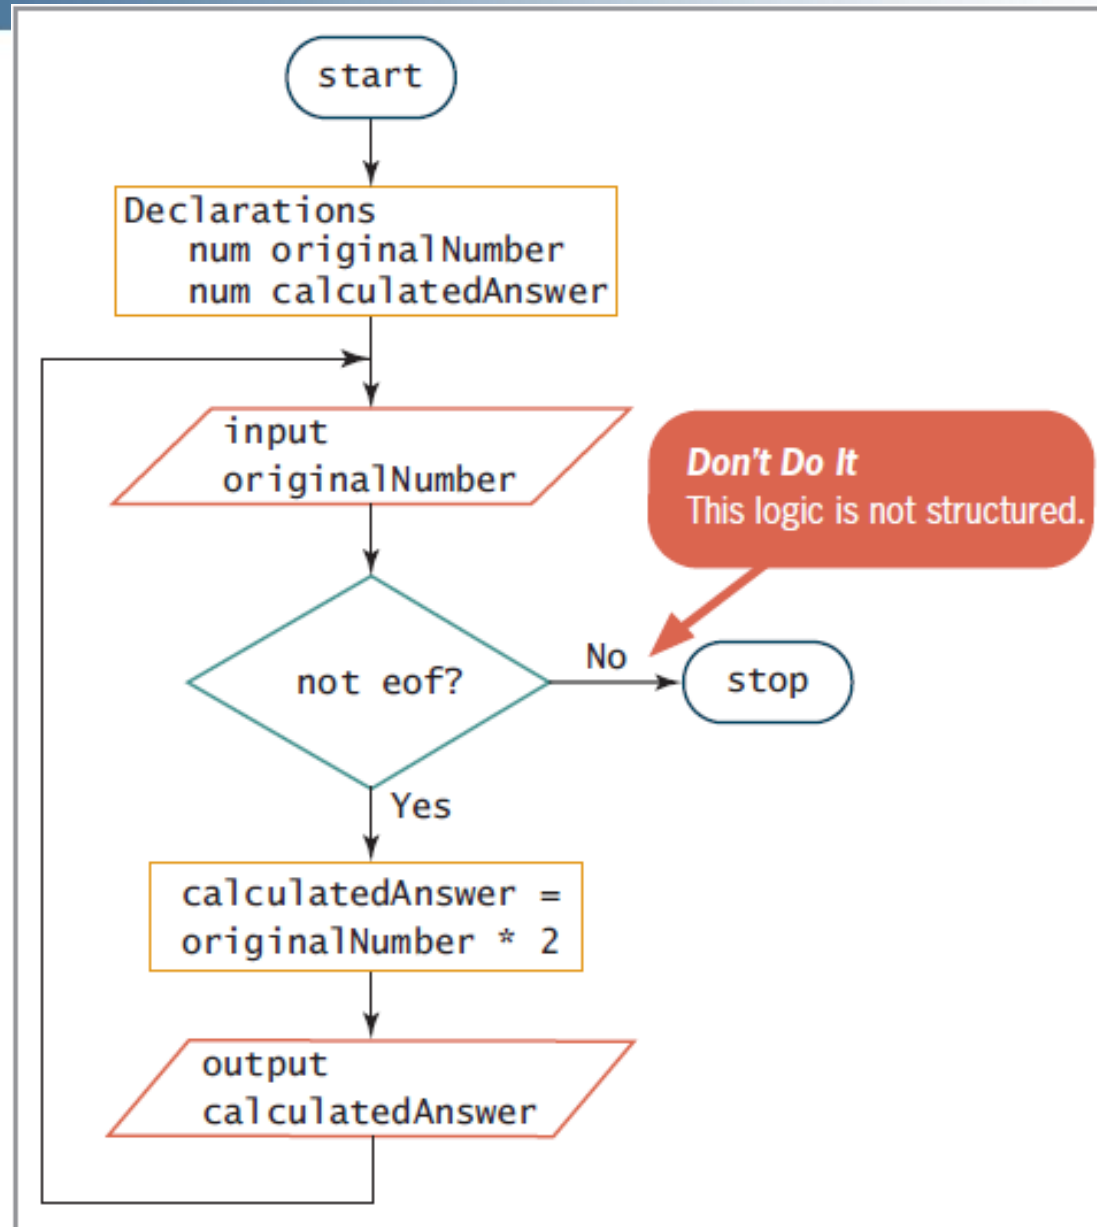 start
Declarations
num originalNumber
num calculatedAnswer
input
originalNumber
Don't Do It
This logic is not structured.
not eof?
No
stop
Yes
calculatedAnswer =
originalNumber * 2
output
calculatedAnswer